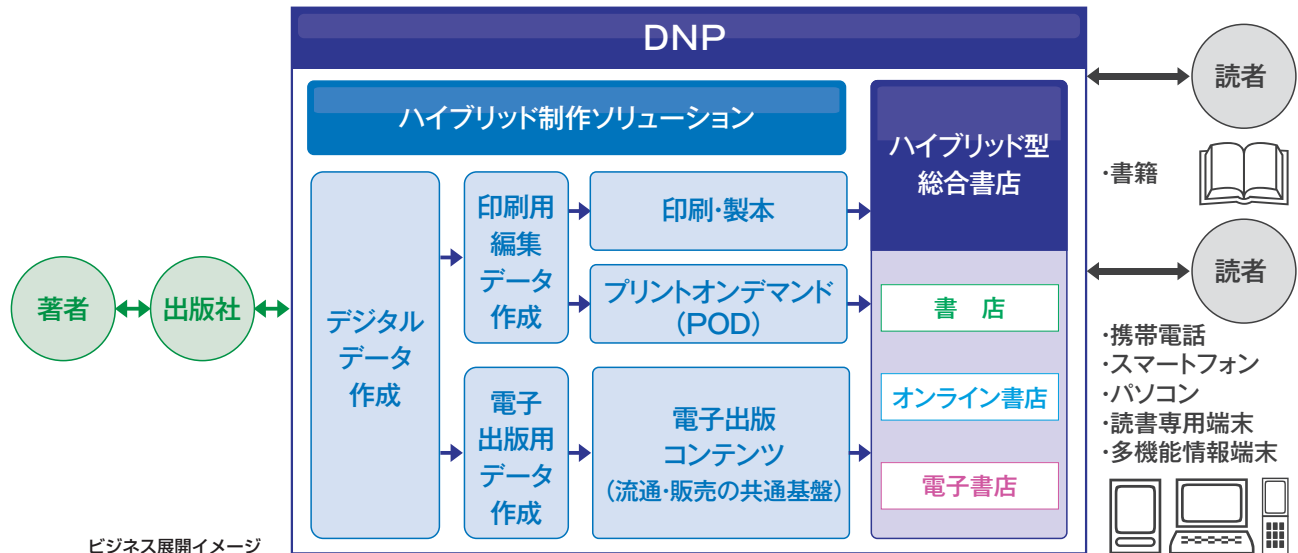 DNP
ハイブリッド制作ソリューション
ハイブリッド型
総合書店
著者
出版社
デジタル
データ
作成
印刷用
編集
データ
作成
印刷・製本
プリントオンデマンド
(POD)
電子
出版用
データ
作成
電子出版
コンテンツ
(流通・販売の共通基盤)
書 店
オンライン書店
電子書店
読者
・書籍
読者
・携帯電話
・スマートフォン
・パソコン
・読書専用端末
・多機能情報端末
ビジネス展開イメージ